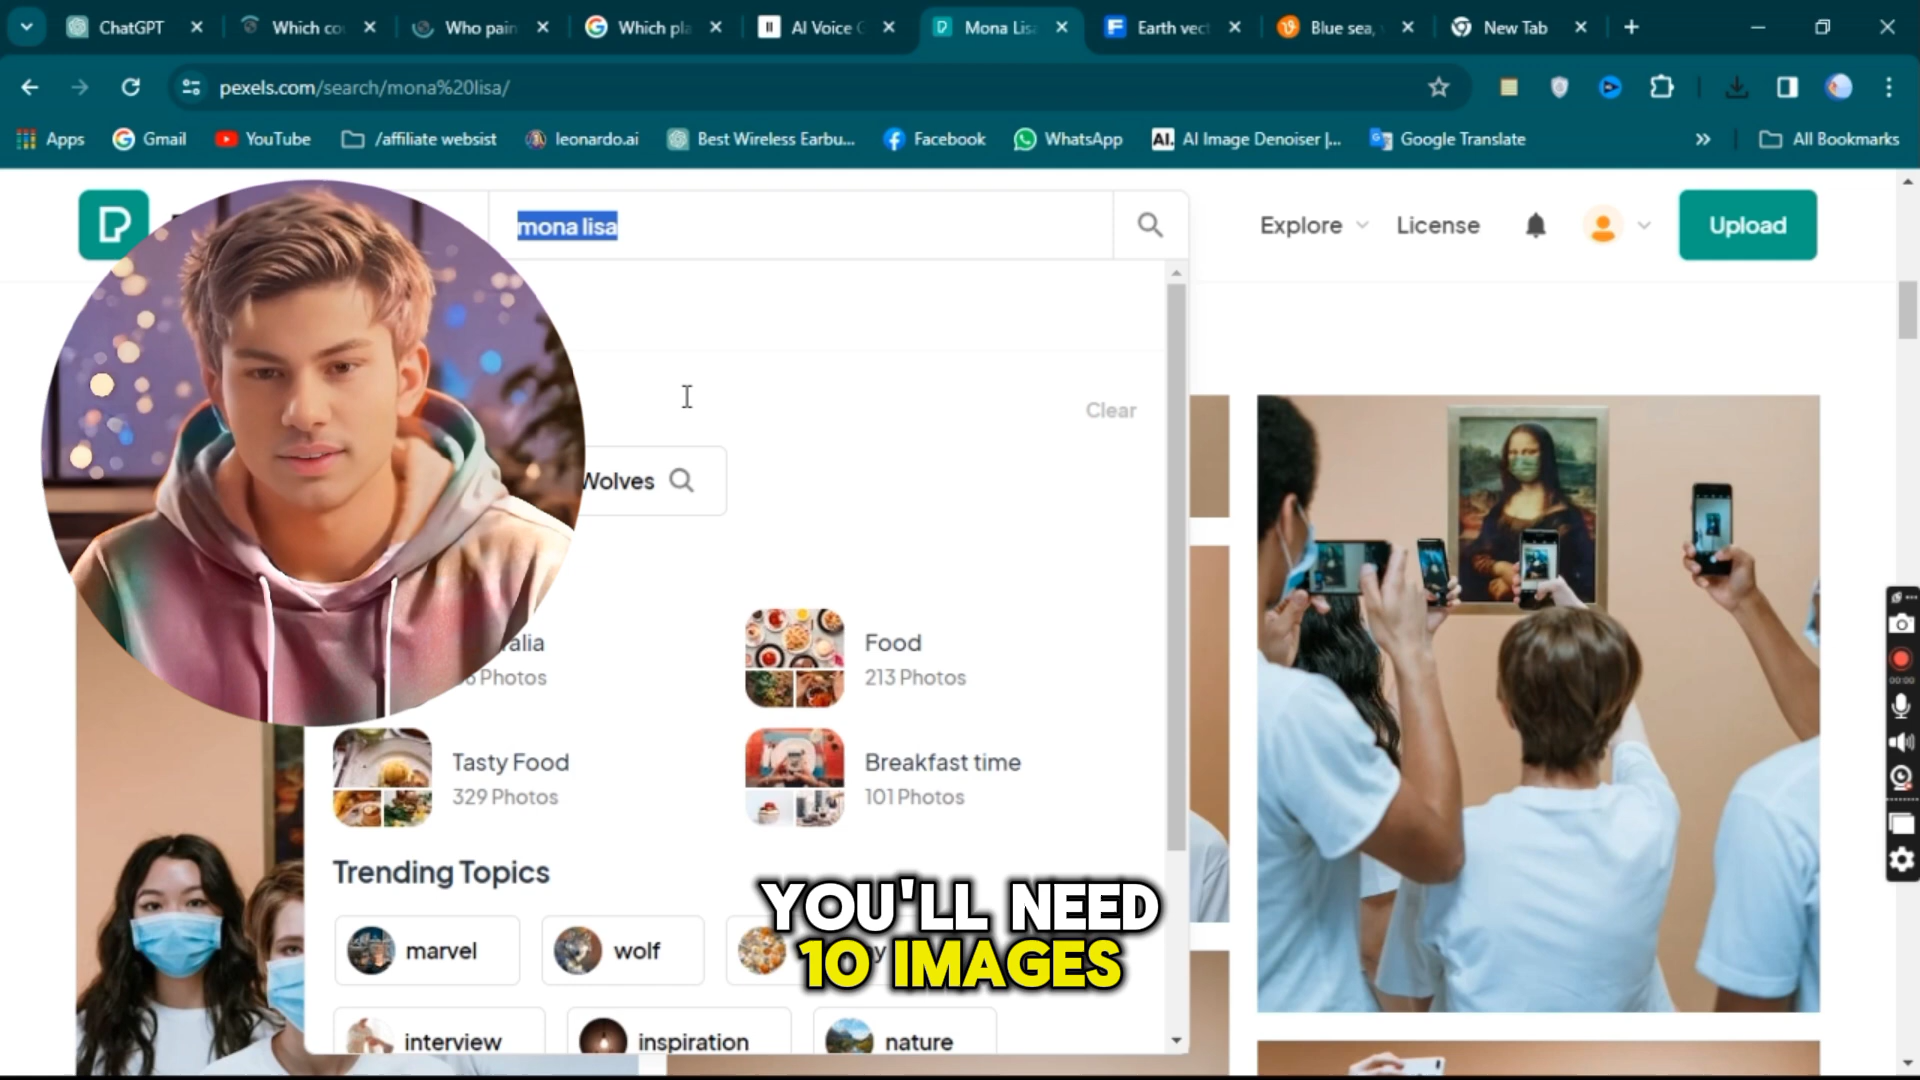 ChatGPT
Which co
Who pain
Which pla
AI Voice G
Mona Lis
Earth vect
Blue sea,
New Tab
pexels.com/search/mona%20lisa/
Apps
Gmail
YouTube
/affiliate websist
leonardo.ai
Best Wireless Earbu...
Facebook
WhatsApp
AI.
AI Image Denoiser |...
Google Translate
All Bookmarks
mona lisa
Explore
License
Upload
Clear
Wolves
alia
Photos
Food
213 Photos
Tasty Food
329 Photos
Breakfast time
101 Photos
Trending Topics
marvel
wolf
interview
inspiration
nature
YOU'LL NEED
10 IMAGES
00:00